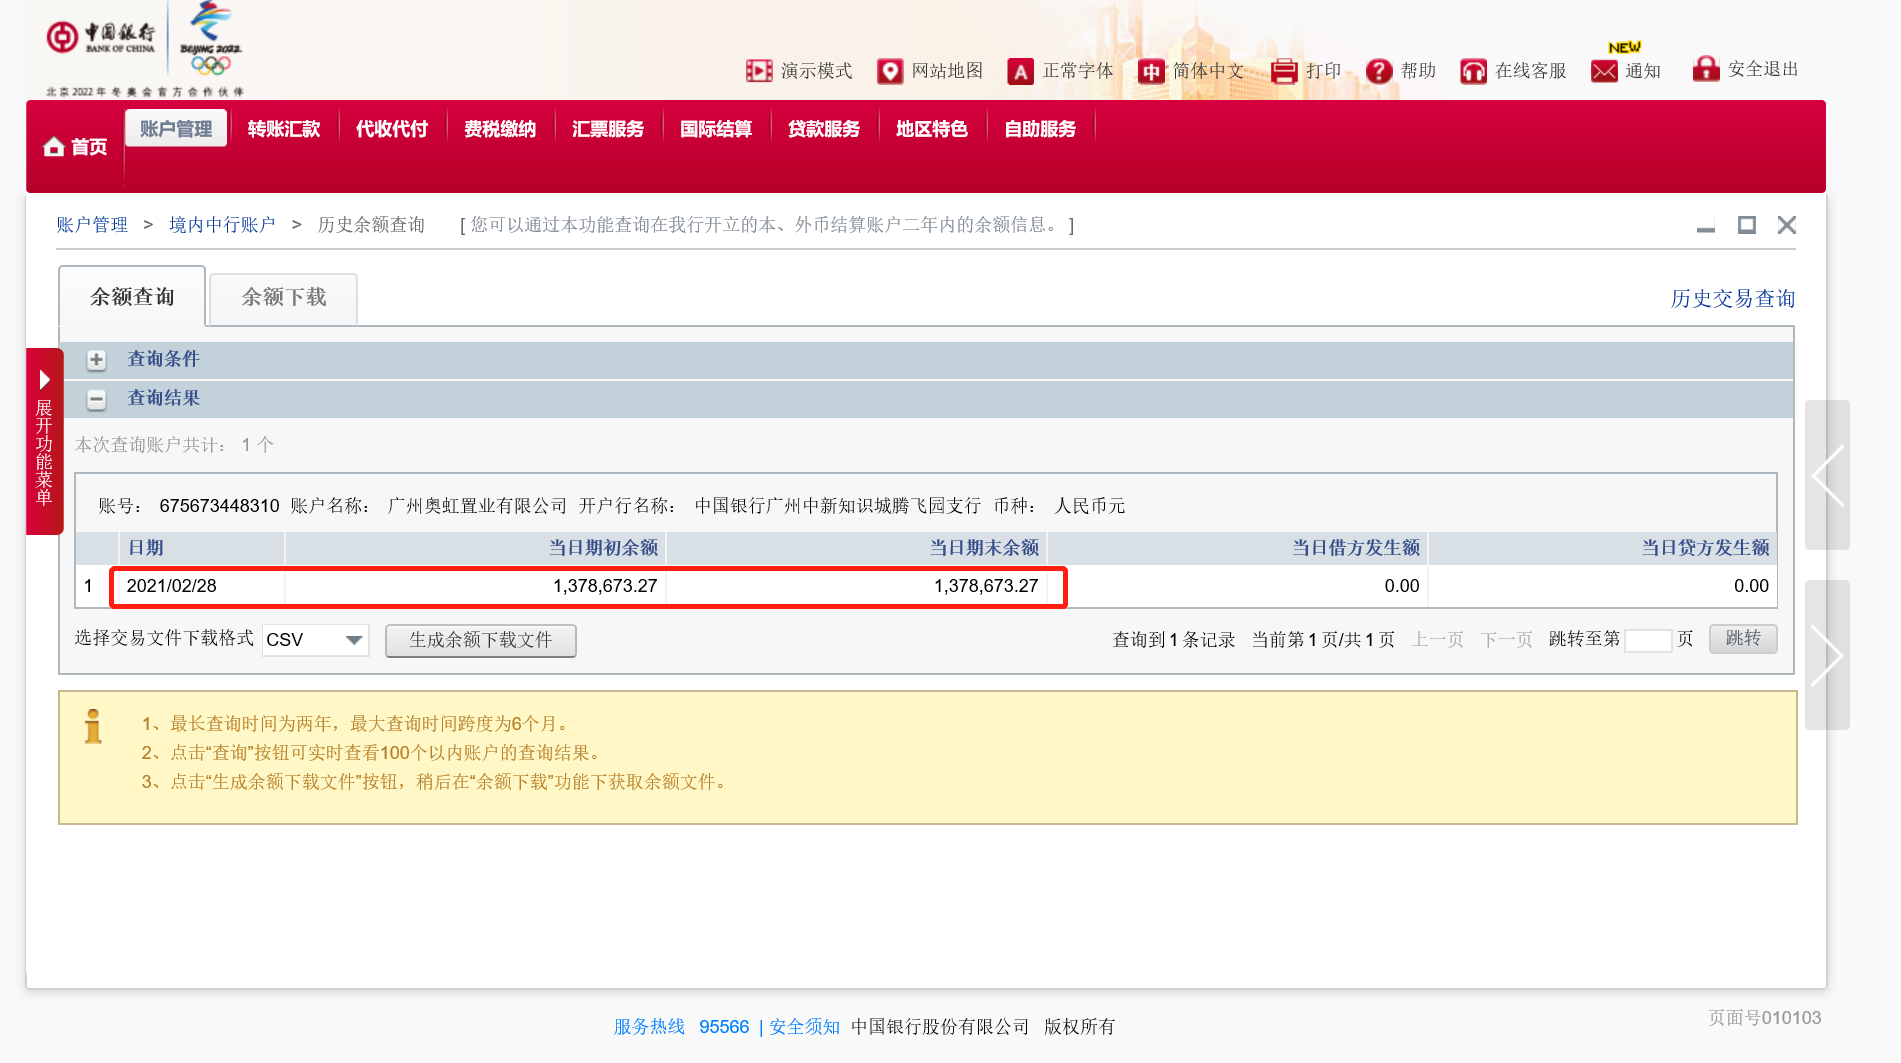 中国银行
BANK OF CHINA
BEIJING 2022
北京2022年冬奥会官方合作伙伴
演示模式 网站地图 A 正常字体 中 简体中文 打印 ? 帮助 在线客服 NEW 通知 安全退出
首页 账户管理 转账汇款 代收代付 费税缴纳 汇票服务 国际结算 贷款服务 地区特色 自助服务
账户管理 > 境内中行账户 > 历史余额查询 [ 您可以通过本功能查询在我行开立的本、外币结算账户二年内的余额信息。 ]
余额查询 余额下载 历史交易查询
查询条件
查询结果
展开功能菜单
本次查询账户共计： 1 个
账号： 675673448310 账户名称： 广州奥虹置业有限公司 开户行名称： 中国银行广州中新知识城腾飞园支行 币种： 人民币元
日期 当日期初余额 当日期末余额 当日借方发生额 当日贷方发生额
1 2021/02/28 1,378,673.27 1,378,673.27 0.00 0.00
选择交易文件下载格式 CSV 生成余额下载文件 查询到 1 条记录 当前第 1 页/共 1 页 上一页 下一页 跳转至第 页 跳转
1、最长查询时间为两年，最大查询时间跨度为6个月。
2、点击“查询”按钮可实时查看100个以内账户的查询结果。
3、点击“生成余额下载文件”按钮，稍后在“余额下载”功能下获取余额文件。
页面号010103
服务热线 95566 | 安全须知 中国银行股份有限公司 版权所有